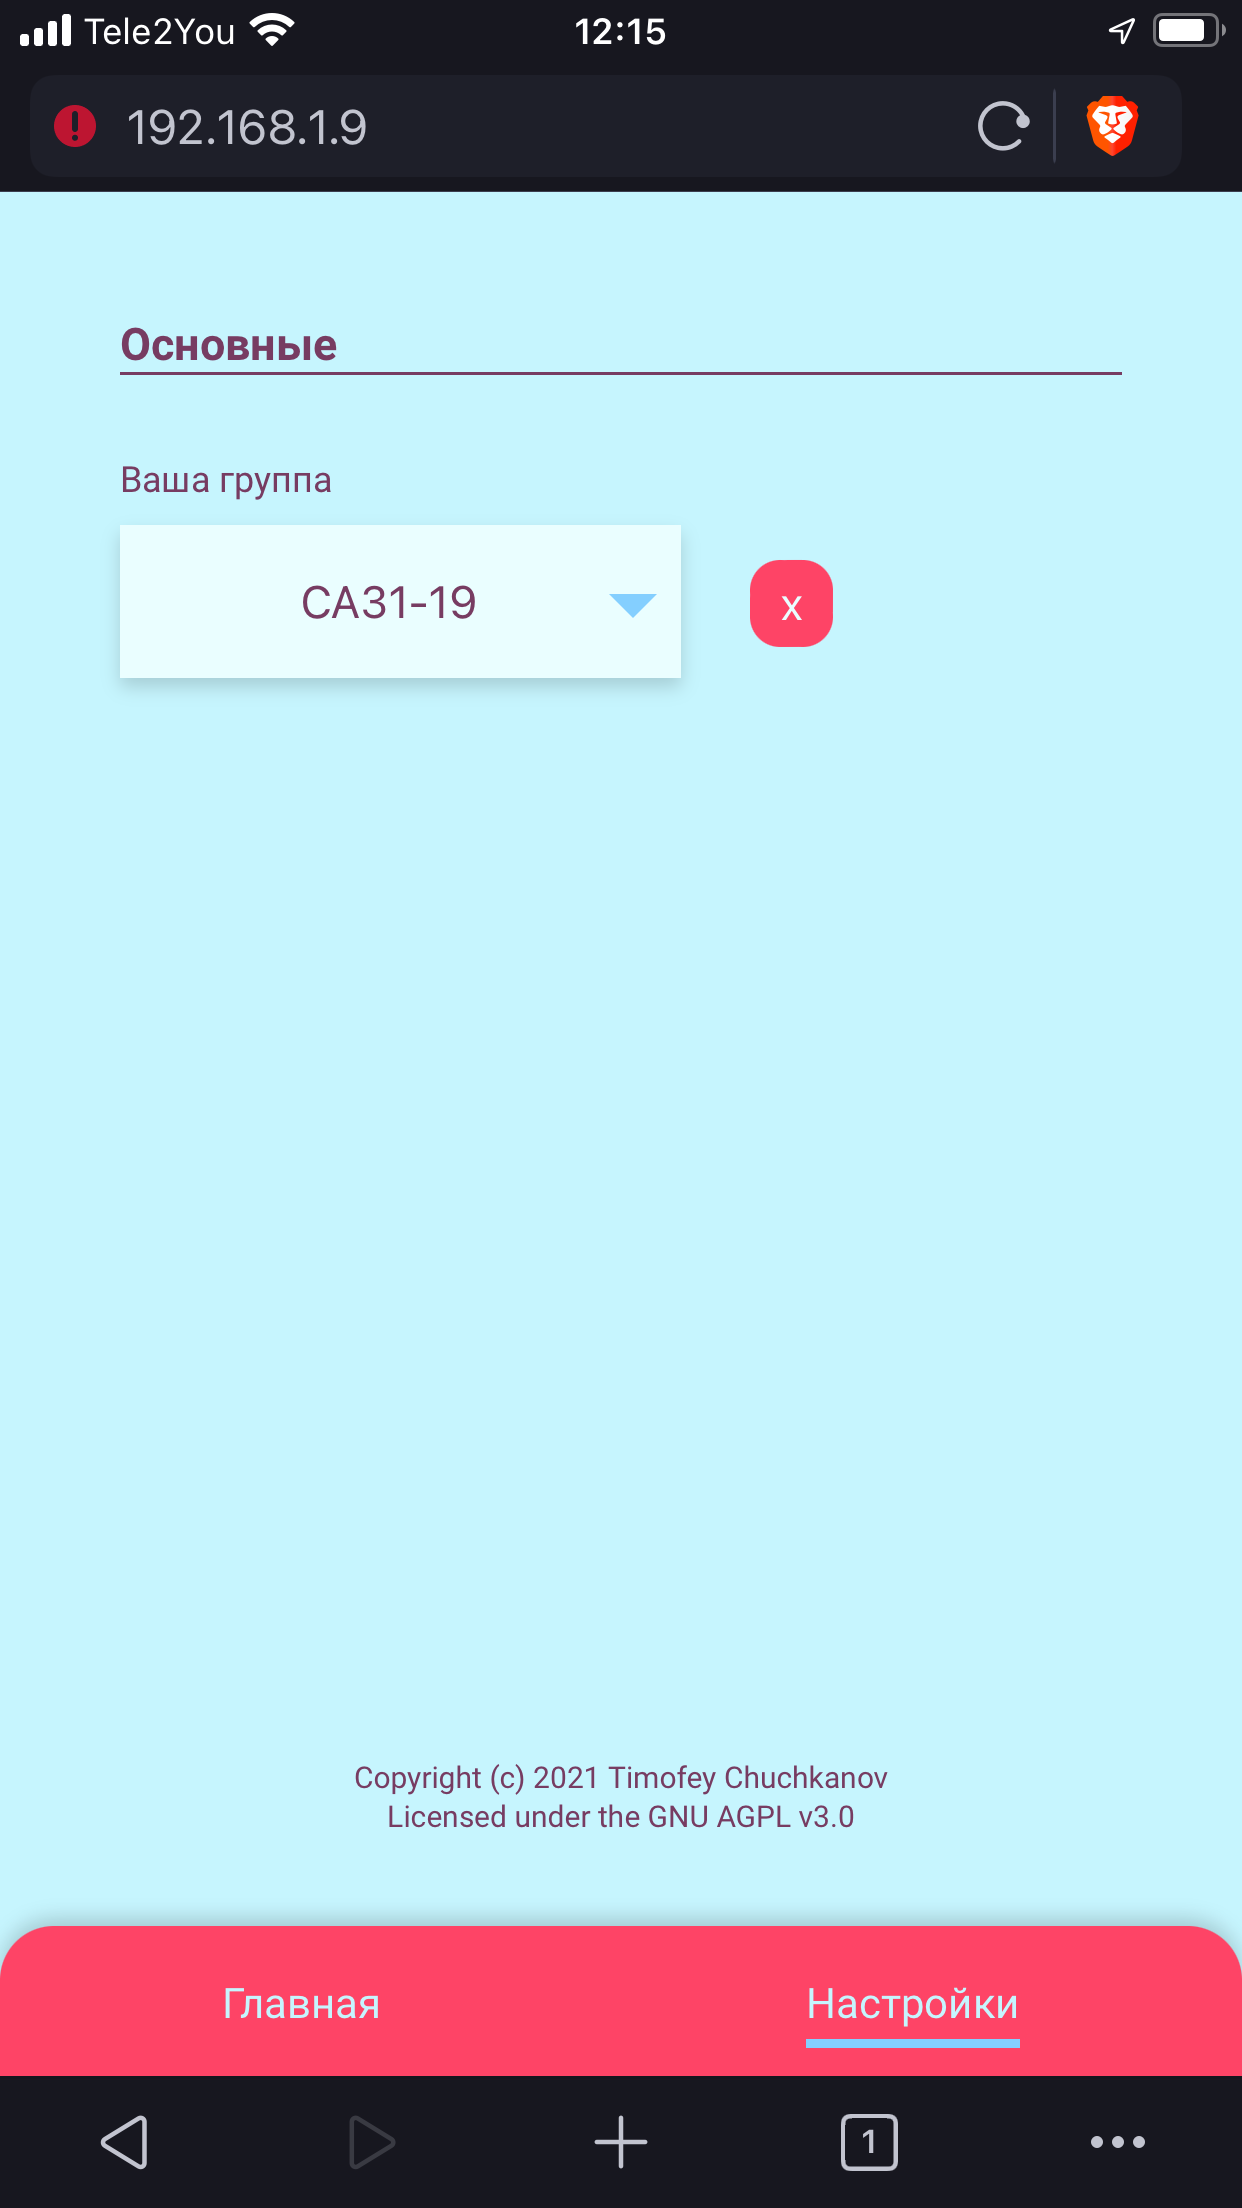 Tele2You
12:15
192.168.1.9
Основные
Ваша группа
СА31-19
x
Copyright (c) 2021 Timofey Chuchkanov
Licensed under the GNU AGPL v3.0
Главная
Настройки
1